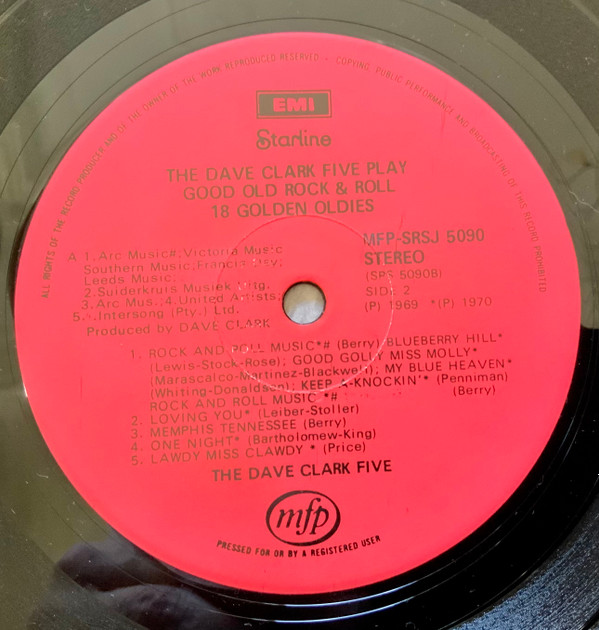 ALL RIGHTS OF THE RECORD PRODUCER AND OF THE OWNER OF THE WORK REPRODUCED RESERVED - COPYING, PUBLIC PERFORMANCE AND BROADCASTING OF THIS RECORD PROHIBITED
EMI
Starline
THE DAVE CLARK FIVE PLAY
GOOD OLD ROCK & ROLL
18 GOLDEN OLDIES
MFP-SRSJ 5090
STEREO
(SPS 5090B)
SIDE 2
(P) 1969 *(P) 1970
A 1. Arc Music#; Victoria Music
Southern Music; Francis Day;
Leeds Music;
2. Suiderkruis Musiek Uitg.
3. Arc Mus.; 4. United Artists;
5. Intersong (Pty.) Ltd.
Produced by DAVE CLARK
1. ROCK AND ROLL MUSIC*# (Berry) BLUEBERRY HILL*
(Lewis-Stock-Rose); GOOD GOLLY MISS MOLLY*
(Marascalco-Martinez-Blackwell); MY BLUE HEAVEN*
(Whiting-Donaldson); KEEP A-KNOCKIN'* (Penniman)
ROCK AND ROLL MUSIC *# (Berry)
2. LOVING YOU* (Leiber-Stoller)
3. MEMPHIS TENNESSEE (Berry)
4. ONE NIGHT* (Bartholomew-King)
5. LAWDY MISS CLAWDY * (Price)
THE DAVE CLARK FIVE
mfp
PRESSED FOR OR BY A REGISTERED USER